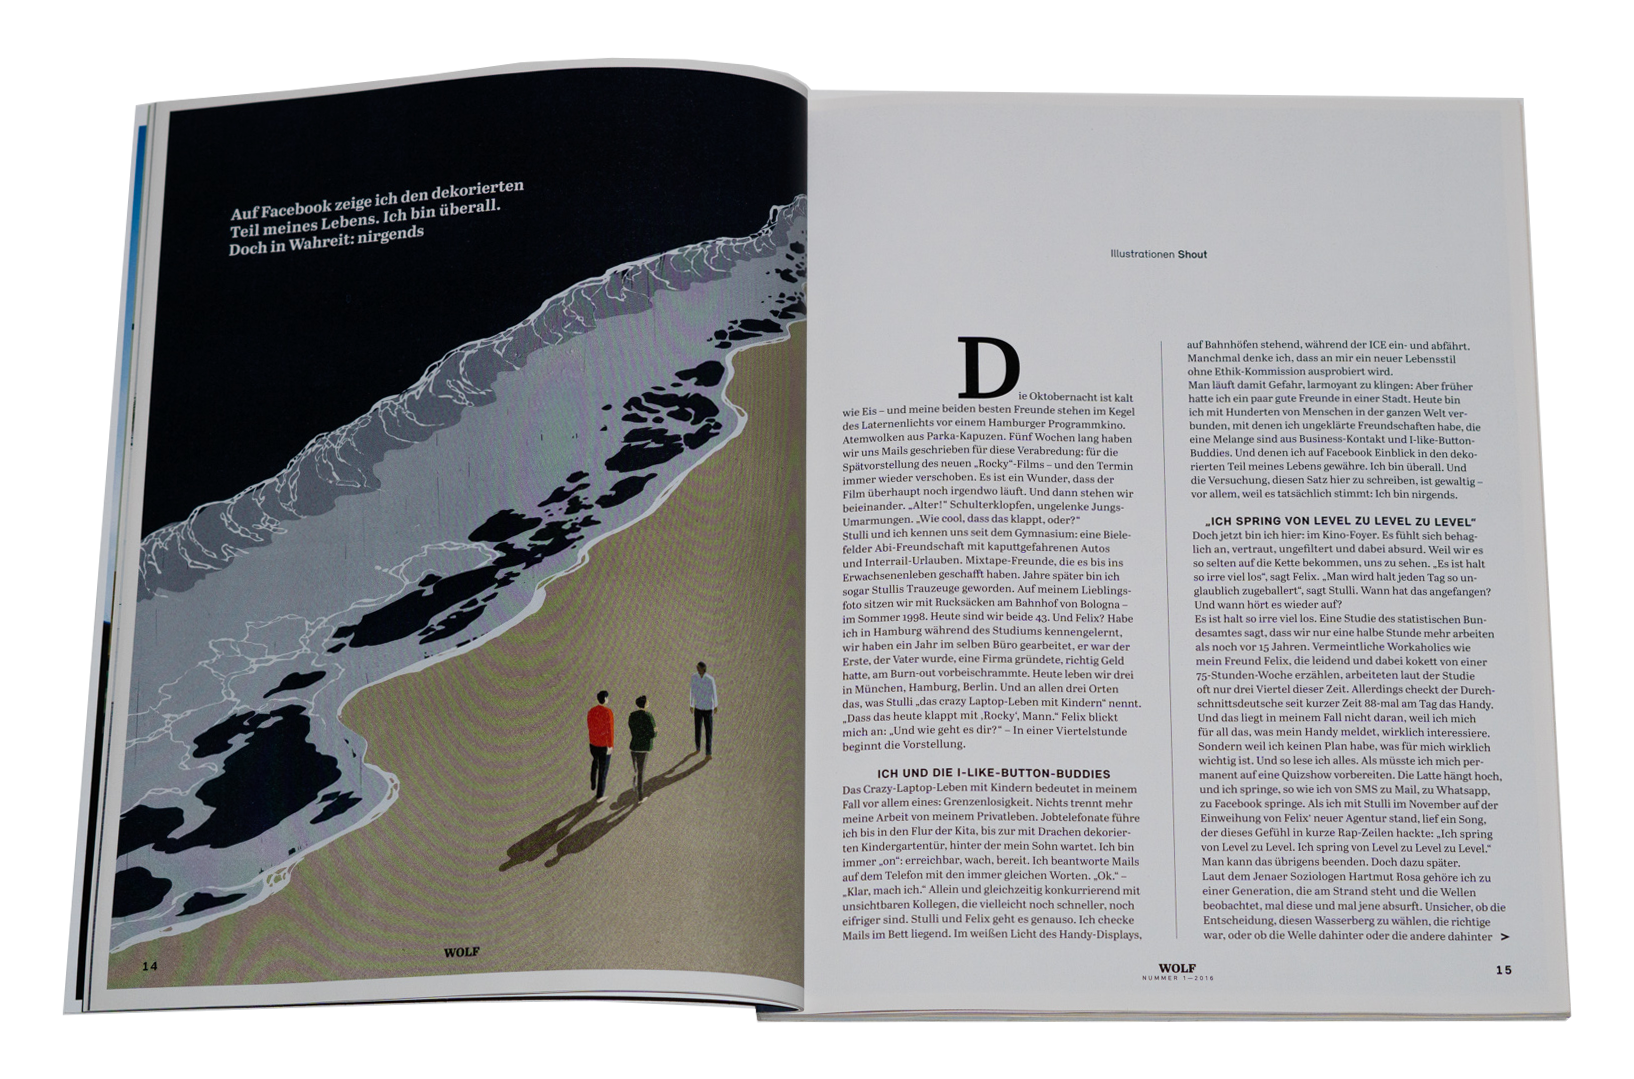 Auf Facebook zeige ich den dekorierten
Teil meines Lebens. Ich bin überall.
Doch in Wahreit: nirgends
WOLF
14
Illustrationen Shout
Die Oktobernacht ist kalt
wie Eis – und meine beiden besten Freunde stehen im Kegel
des Laternenlichts vor einem Hamburger Programmkino.
Atemwolken aus Parka-Kapuzen. Fünf Wochen lang haben
wir uns Mails geschrieben für diese Verabredung: für die
Spätvorstellung des neuen „Rocky“-Films – und den Termin
immer wieder verschoben. Es ist ein Wunder, dass der
Film überhaupt noch irgendwo läuft. Und dann stehen wir
beieinander. „Alter!“ Schulterklopfen, ungelenke Jungs-
Umarmungen. „Wie cool, dass das klappt, oder?“
Stulli und ich kennen uns seit dem Gymnasium: eine Biele-
felder Abi-Freundschaft mit kaputtgefahrenen Autos
und Interrail-Urlauben. Mixtape-Freunde, die es bis ins
Erwachsenenleben geschafft haben. Jahre später bin ich
sogar Stullis Trauzeuge geworden. Auf meinem Lieblings-
foto sitzen wir mit Rucksäcken am Bahnhof von Bologna –
im Sommer 1998. Heute sind wir beide 43. Und Felix? Habe
ich in Hamburg während des Studiums kennengelernt,
wir haben ein Jahr im selben Büro gearbeitet, er war der
Erste, der Vater wurde, eine Firma gründete, richtig Geld
hatte, am Burn-out vorbeischrammte. Heute leben wir drei
in München, Hamburg, Berlin. Und an allen drei Orten
das, was Stulli „das crazy Laptop-Leben mit Kindern“ nennt.
„Dass das heute klappt mit ‚Rocky‘, Mann.“ Felix blickt
mich an: „Und wie geht es dir?“ – In einer Viertelstunde
beginnt die Vorstellung.
ICH UND DIE I-LIKE-BUTTON-BUDDIES
Das Crazy-Laptop-Leben mit Kindern bedeutet in meinem
Fall vor allem eines: Grenzenlosigkeit. Nichts trennt mehr
meine Arbeit von meinem Privatleben. Jobtelefonate führe
ich bis in den Flur der Kita, bis zur mit Drachen dekorier-
ten Kindergartentür, hinter der mein Sohn wartet. Ich bin
immer „on“: erreichbar, wach, bereit. Ich beantworte Mails
auf dem Telefon mit den immer gleichen Worten. „Ok.“ –
„Klar, mach ich.“ Allein und gleichzeitig konkurrierend mit
unsichtbaren Kollegen, die vielleicht noch schneller, noch
eifriger sind. Stulli und Felix geht es genauso. Ich checke
Mails im Bett liegend. Im weißen Licht des Handy-Displays,
auf Bahnhöfen stehend, während der ICE ein- und abfährt.
Manchmal denke ich, dass an mir ein neuer Lebensstil
ohne Ethik-Kommission ausprobiert wird.
Man läuft damit Gefahr, larmoyant zu klingen: Aber früher
hatte ich ein paar gute Freunde in einer Stadt. Heute bin
ich mit Hunderten von Menschen in der ganzen Welt ver-
bunden, mit denen ich ungeklärte Freundschaften habe, die
eine Melange sind aus Business-Kontakt und I-like-Button-
Buddies. Und denen ich auf Facebook Einblick in den deko-
rierten Teil meines Lebens gewähre. Ich bin überall. Und
die Versuchung, diesen Satz hier zu schreiben, ist gewaltig –
vor allem, weil es tatsächlich stimmt: Ich bin nirgends.
„ICH SPRING VON LEVEL ZU LEVEL ZU LEVEL“
Doch jetzt bin ich hier: im Kino-Foyer. Es fühlt sich behag-
lich an, vertraut, ungefiltert und dabei absurd. Weil wir es
so selten auf die Kette bekommen, uns zu sehen. „Es ist halt
so irre viel los“, sagt Felix. „Man wird halt jeden Tag so un-
glaublich zugeballert“, sagt Stulli. Wann hat das angefangen?
Und wann hört es wieder auf?
Es ist halt so irre viel los. Eine Studie des statistischen Bun-
desamtes sagt, dass wir nur eine halbe Stunde mehr arbeiten
als noch vor 15 Jahren. Vermeintliche Workaholics wie
mein Freund Felix, die leidend und dabei kokett von einer
75-Stunden-Woche erzählen, arbeiteten laut der Studie
oft nur drei Viertel dieser Zeit. Allerdings checkt der Durch-
schnittsdeutsche seit kurzer Zeit 88-mal am Tag das Handy.
Und das liegt in meinem Fall nicht daran, weil ich mich
für all das, was mein Handy meldet, wirklich interessiere.
Sondern weil ich keinen Plan habe, was für mich wirklich
wichtig ist. Und so lese ich alles. Als müsste ich mich per-
manent auf eine Quizshow vorbereiten. Die Latte hängt hoch,
und ich springe, so wie ich von SMS zu Mail, zu Whatsapp,
zu Facebook springe. Als ich mit Stulli im November auf der
Einweihung von Felix‘ neuer Agentur stand, lief ein Song,
der dieses Gefühl in kurze Rap-Zeilen hackte: „Ich spring
von Level zu Level. Ich spring von Level zu Level zu Level.“
Man kann das übrigens beenden. Doch dazu später.
Laut dem Jenaer Soziologen Hartmut Rosa gehöre ich zu
einer Generation, die am Strand steht und die Wellen
beobachtet, mal diese und mal jene absurft. Unsicher, ob die
Entscheidung, diesen Wasserberg zu wählen, die richtige
war, oder ob die Welle dahinter oder die andere dahinter >
WOLF
NUMMER 1—2016
15